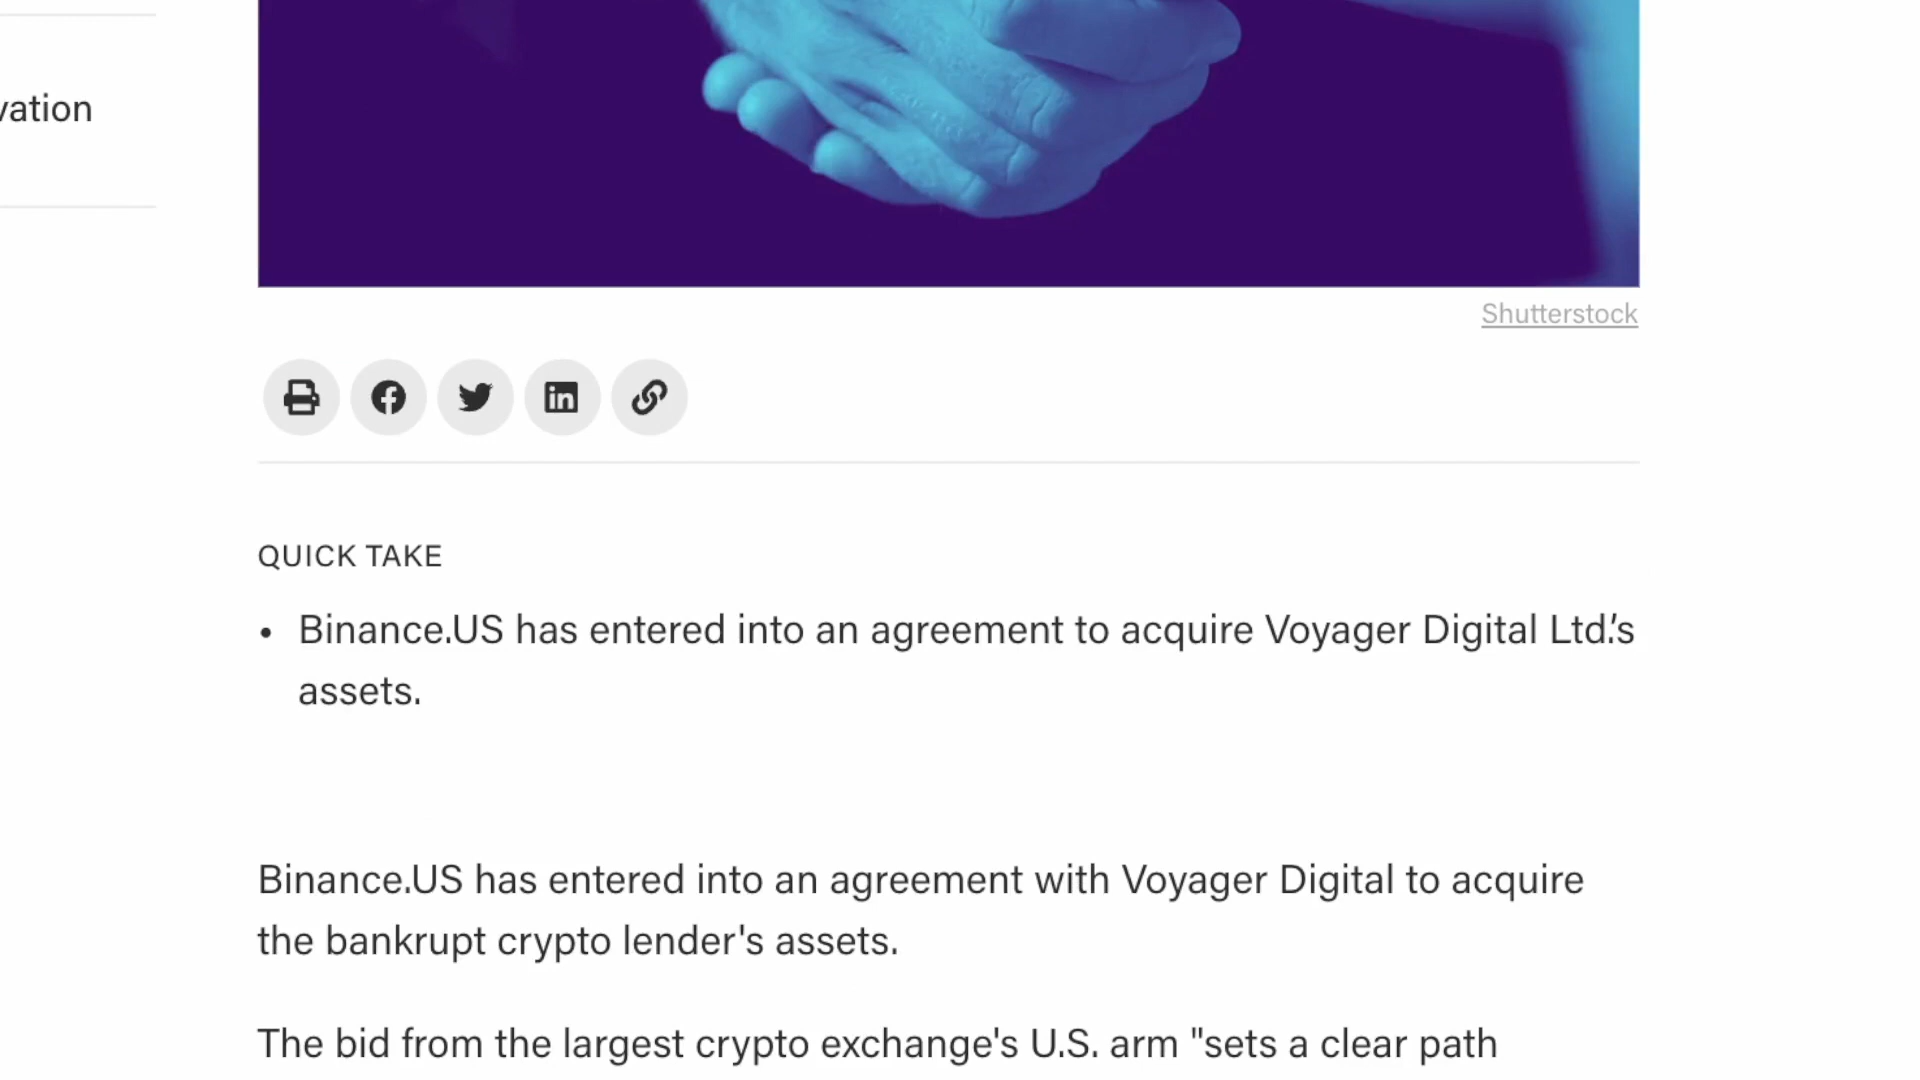 vation
Shutterstock
QUICK TAKE
• Binance.US has entered into an agreement to acquire Voyager Digital Ltd.'s
assets.
Binance.US has entered into an agreement with Voyager Digital to acquire
the bankrupt crypto lender's assets.
The bid from the largest crypto exchange's U.S. arm "sets a clear path